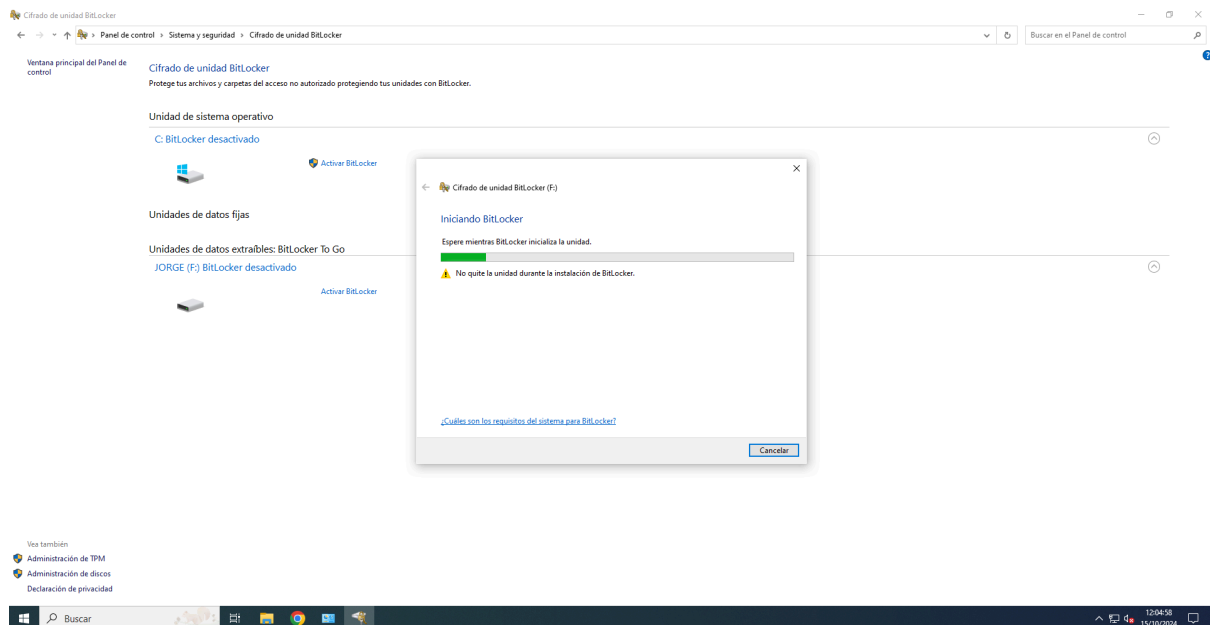 Cifrado de unidad BitLocker
Panel de control > Sistema y seguridad > Cifrado de unidad BitLocker
Buscar en el Panel de control
Ventana principal del Panel de
control
Cifrado de unidad BitLocker
Protege tus archivos y carpetas del acceso no autorizado protegiendo tus unidades con BitLocker.
Unidad de sistema operativo
C: BitLocker desactivado
Activar BitLocker
Unidades de datos fijas
Unidades de datos extraíbles: BitLocker To Go
JORGE (F:) BitLocker desactivado
Activar BitLocker
Cifrado de unidad BitLocker (F:)
Iniciando BitLocker
Espere mientras BitLocker inicializa la unidad.
No quite la unidad durante la instalación de BitLocker.
¿Cuáles son los requisitos del sistema para BitLocker?
Cancelar
Vea también
Administración de TPM
Administración de discos
Declaración de privacidad
Buscar
12:04:58
15/10/2024